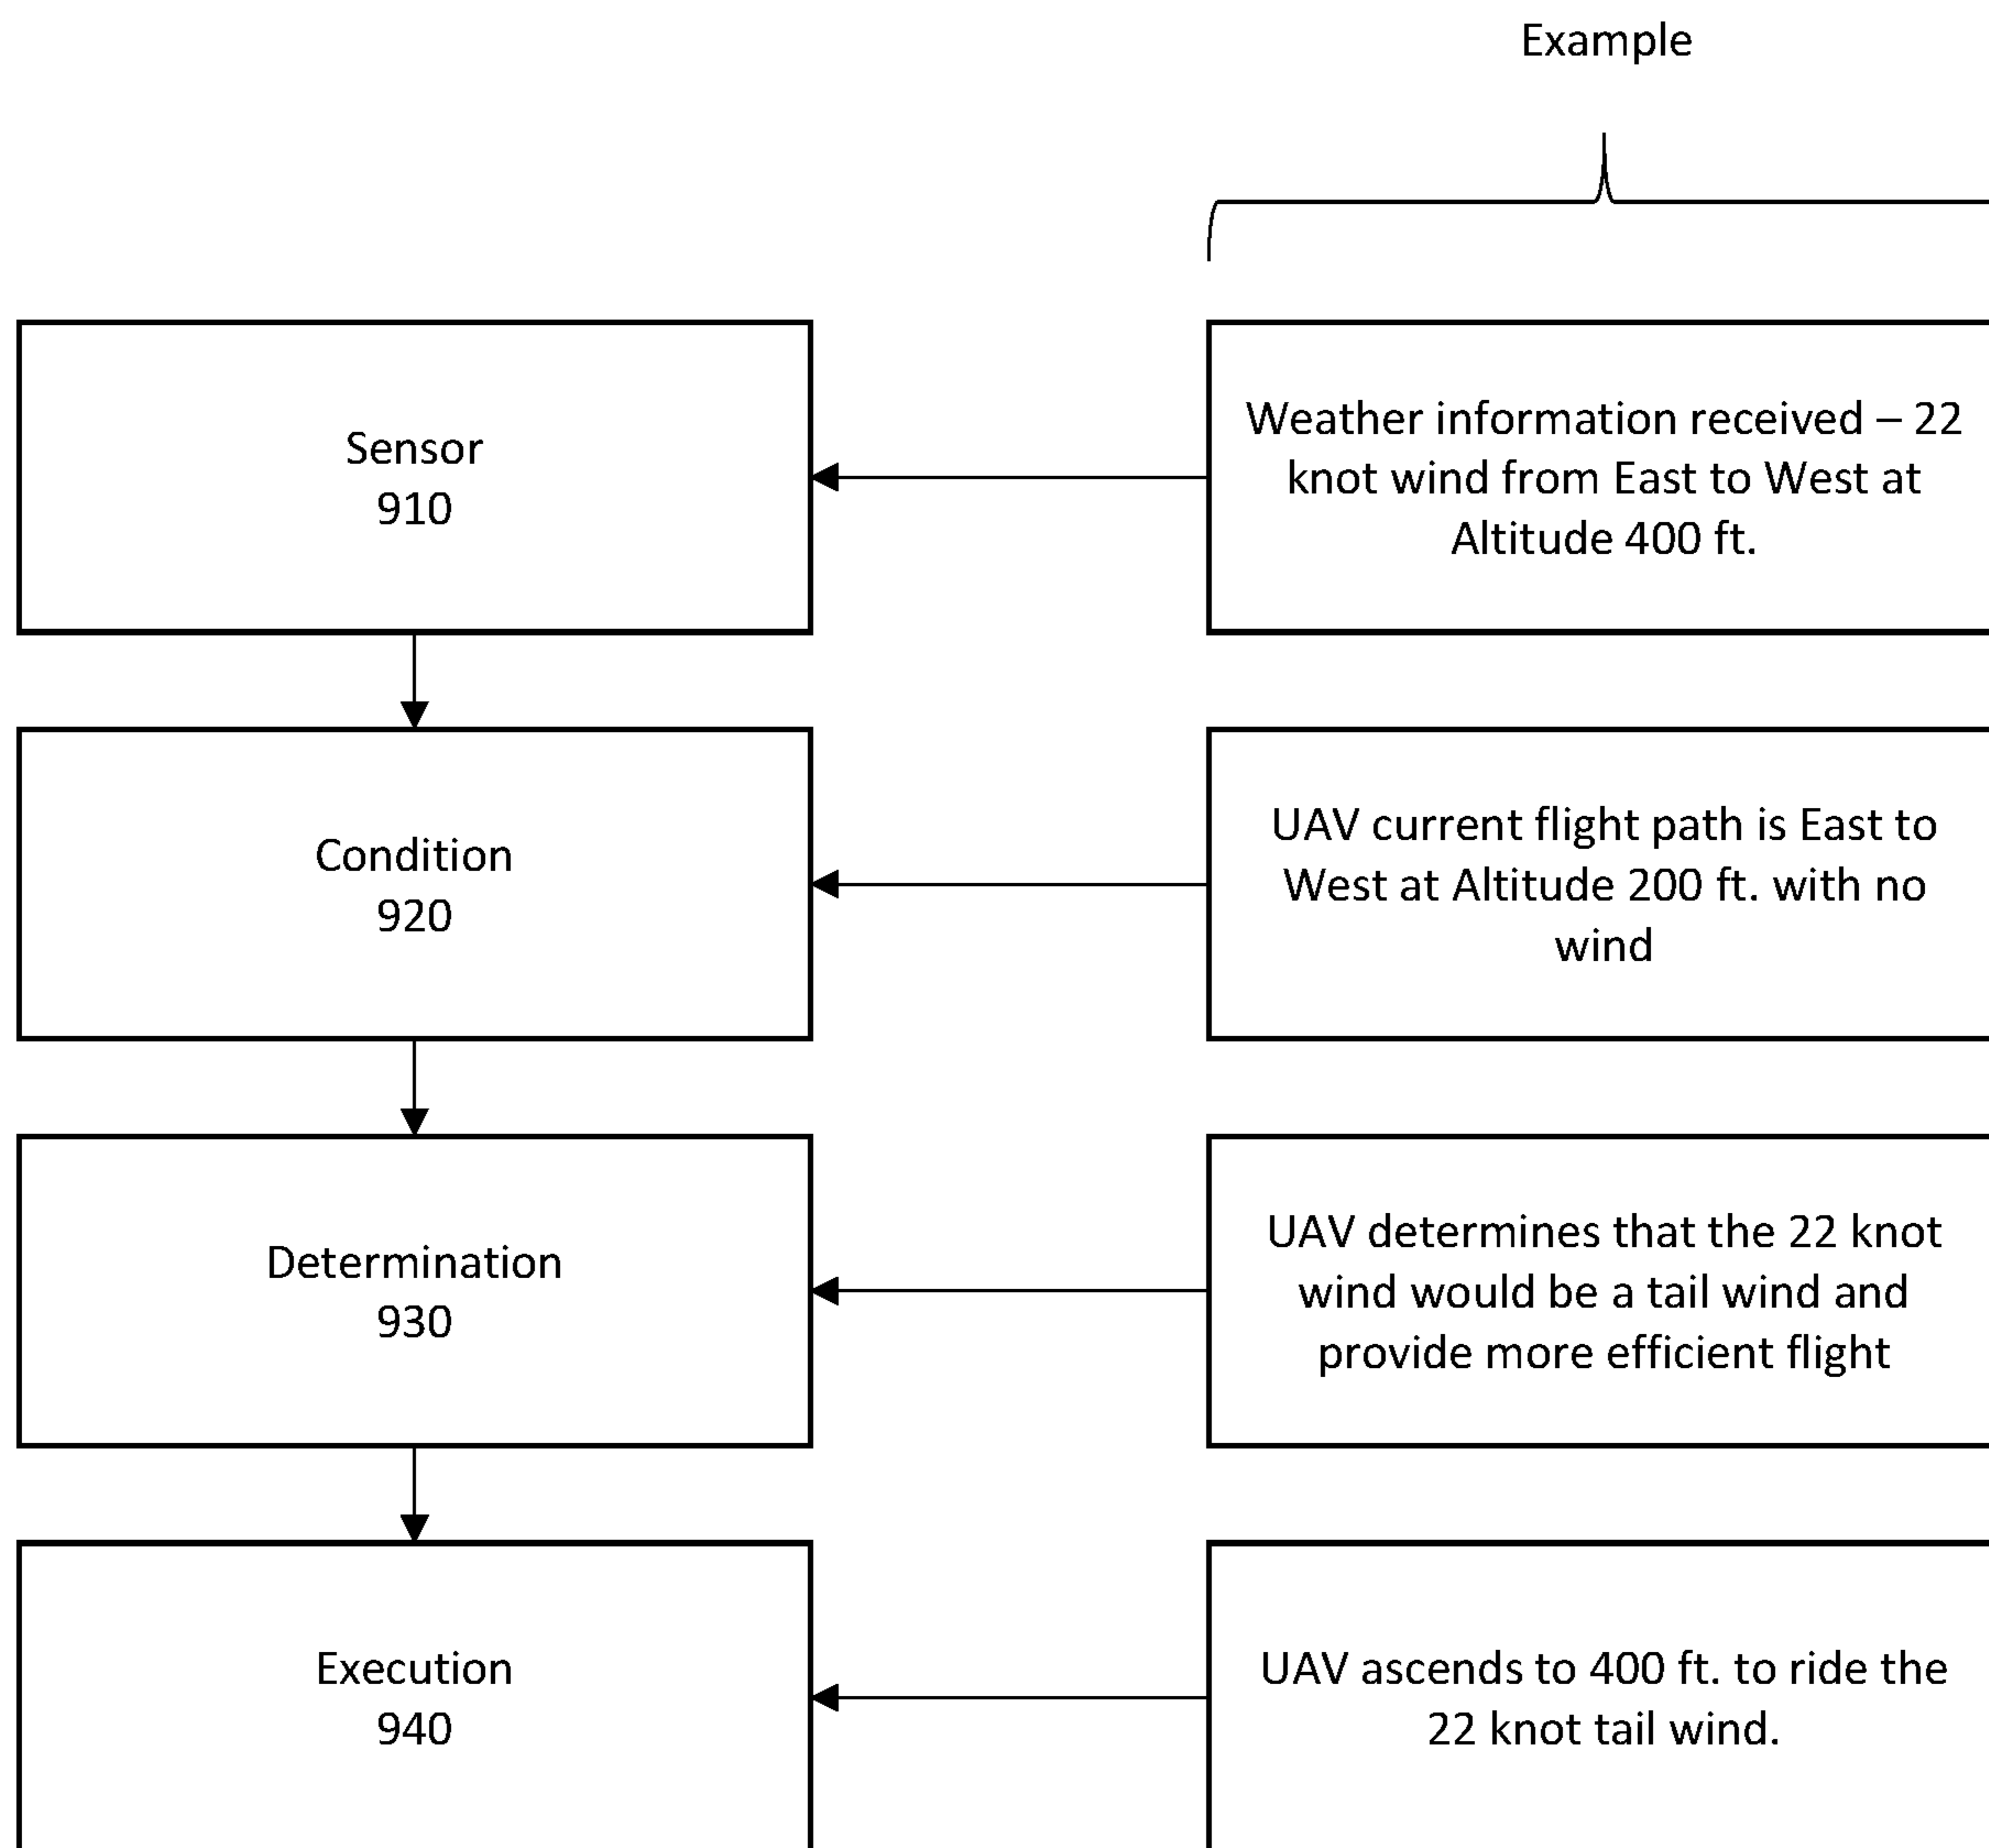 Example
Sensor
910
Weather information received – 22
knot wind from East to West at
Altitude 400 ft.
Condition
920
UAV current flight path is East to
West at Altitude 200 ft. with no
wind
Determination
930
UAV determines that the 22 knot
wind would be a tail wind and
provide more efficient flight
Execution
940
UAV ascends to 400 ft. to ride the
22 knot tail wind.